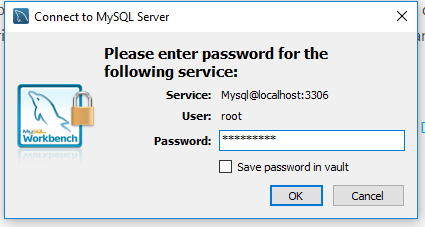 Connect to MySQL Server
Please enter password for the
following service:
Service: Mysql@localhost:3306
User: root
Password: *********
Save password in vault
OK Cancel
MySQL
Workbench